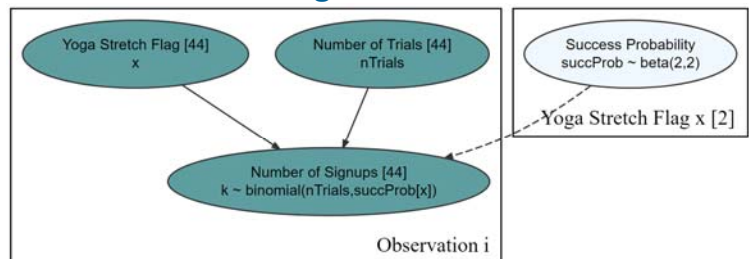 Yoga Stretch Flag [44]
x
Number of Trials [44]
nTrials
Success Probability
succProb ~ beta(2,2)
Yoga Stretch Flag x [2]
Number of Signups [44]
k ~ binomial(nTrials,succProb[x])
Observation i